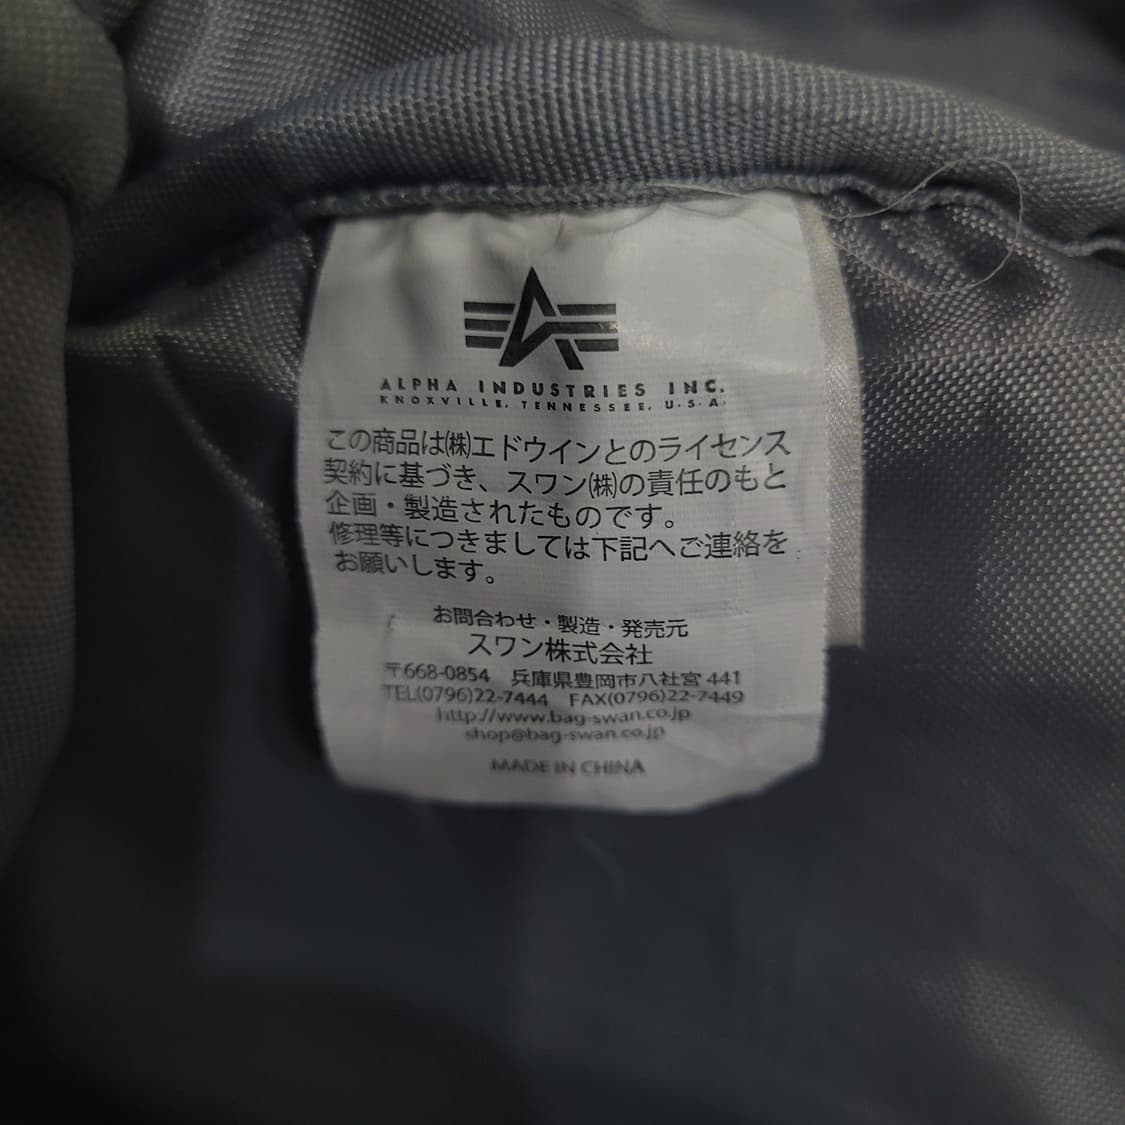 ALPHA INDUSTRIES INC.
KNOXVILLE, TENNESSEE, U.S.A.
この商品は㈱エドウインとのライセンス
契約に基づき、スワン㈱の責任のもと
企画・製造されたものです。
修理等につきましては下記へご連絡を
お願いします。
お問合わせ・製造・発売元
スワン株式会社
〒668-0854 兵庫県豊岡市八社宮 441
TEL(0796)22-7444 FAX(0796)22-7449
http://www.bag-swan.co.jp
shop@bag-swan.co.jp
MADE IN CHINA